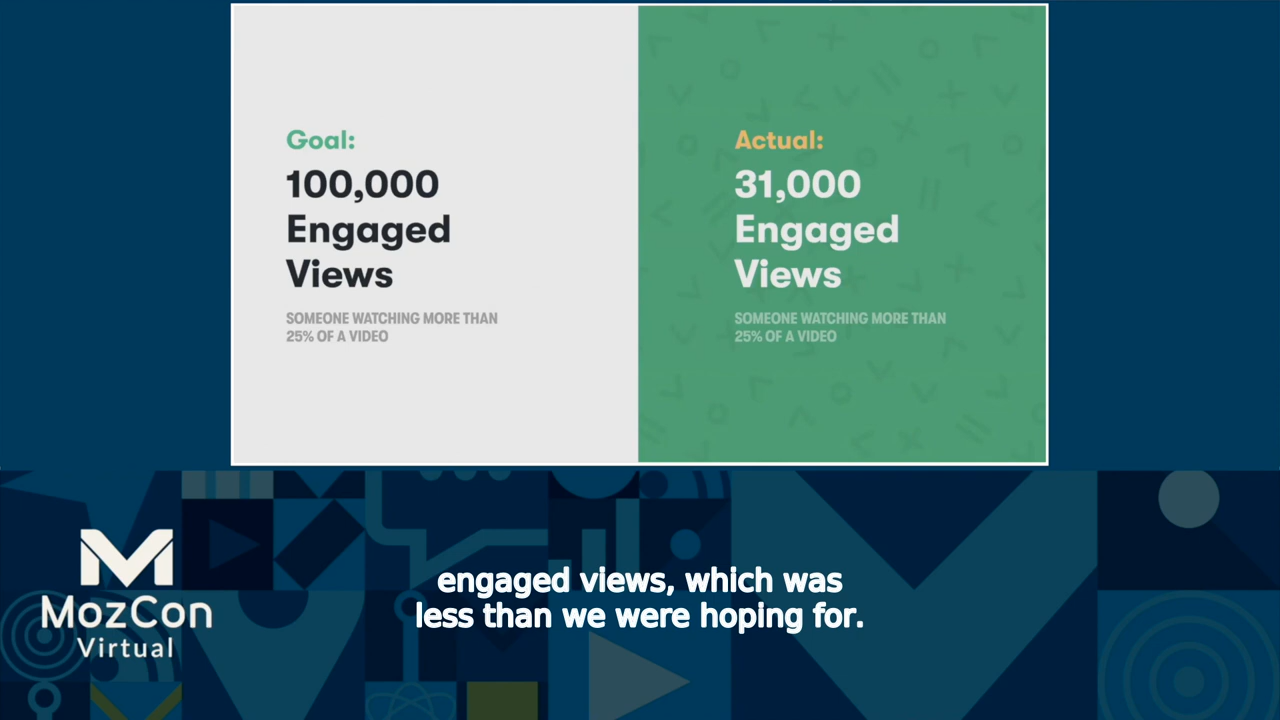 Goal:
100,000
Engaged
Views
SOMEONE WATCHING MORE THAN
25% OF A VIDEO
Actual:
31,000
Engaged
Views
SOMEONE WATCHING MORE THAN
25% OF A VIDEO
MozCon
Virtual
engaged views, which was
less than we were hoping for.